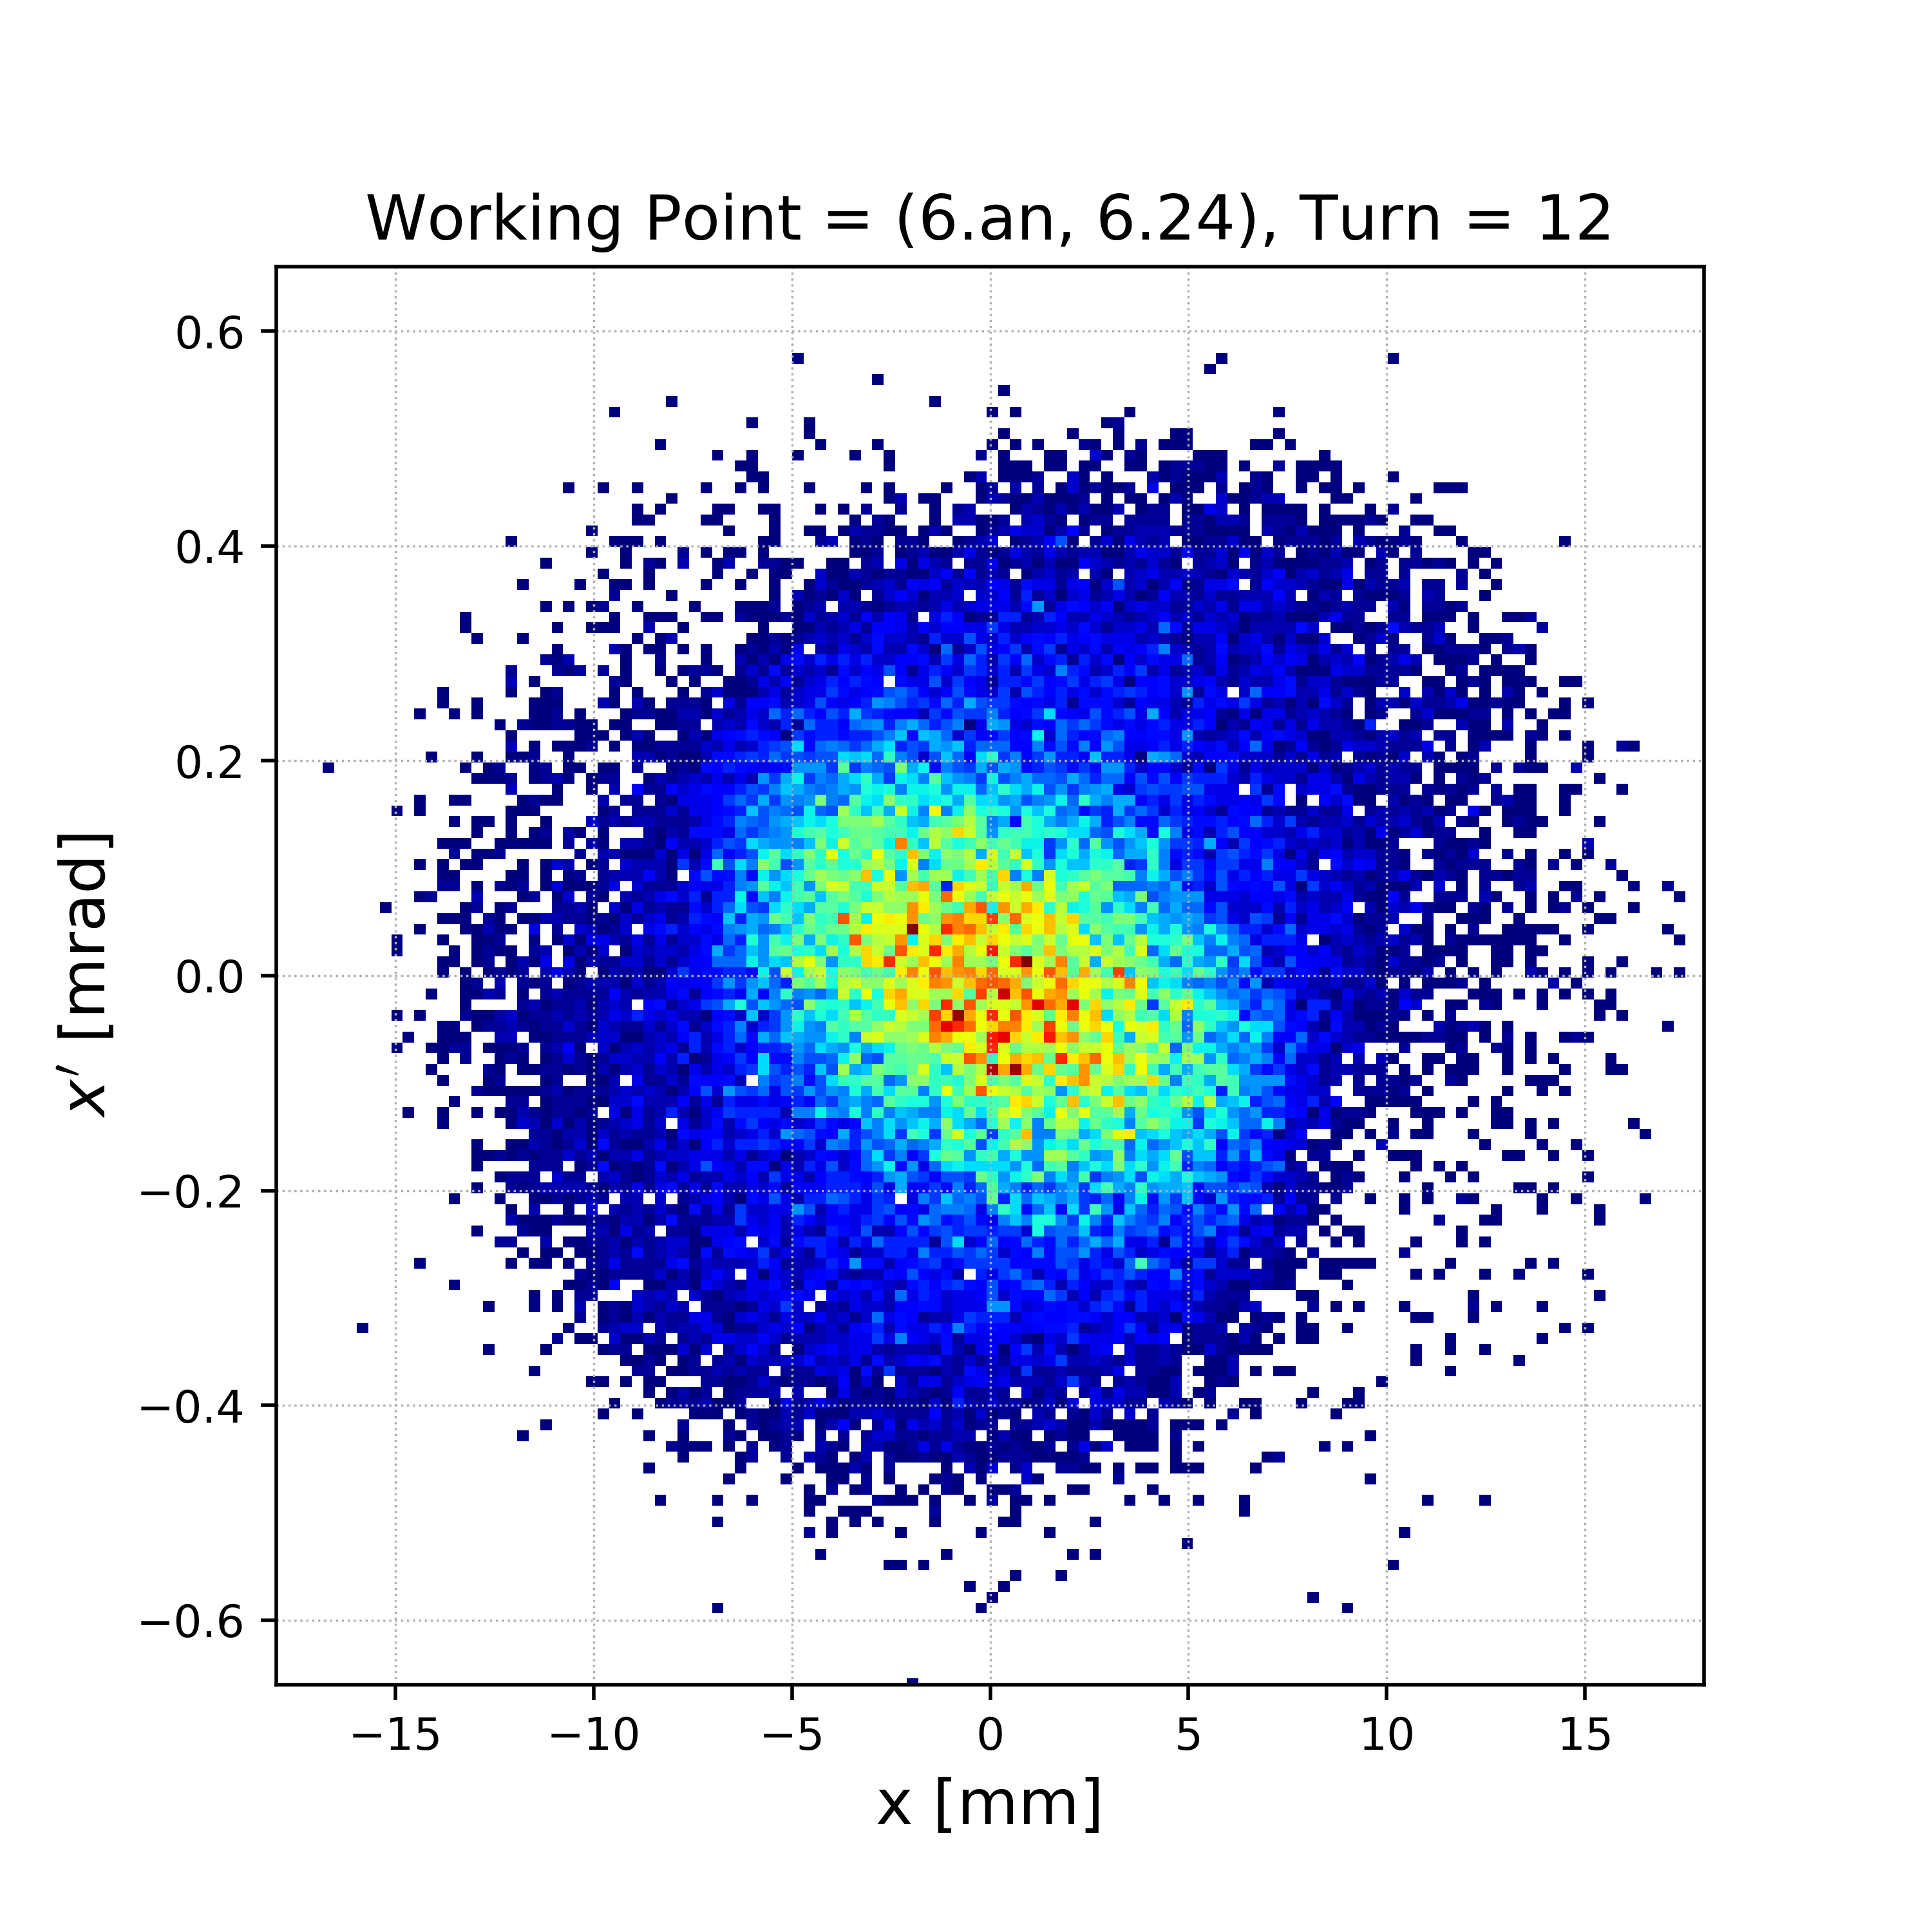 Working Point = (6.an, 6.24), Turn = 12
0.6
0.4
0.2
0.0
−0.2
−0.4
−0.6
x′ [mrad]
−15 −10 −5 0 5 10 15
x [mm]